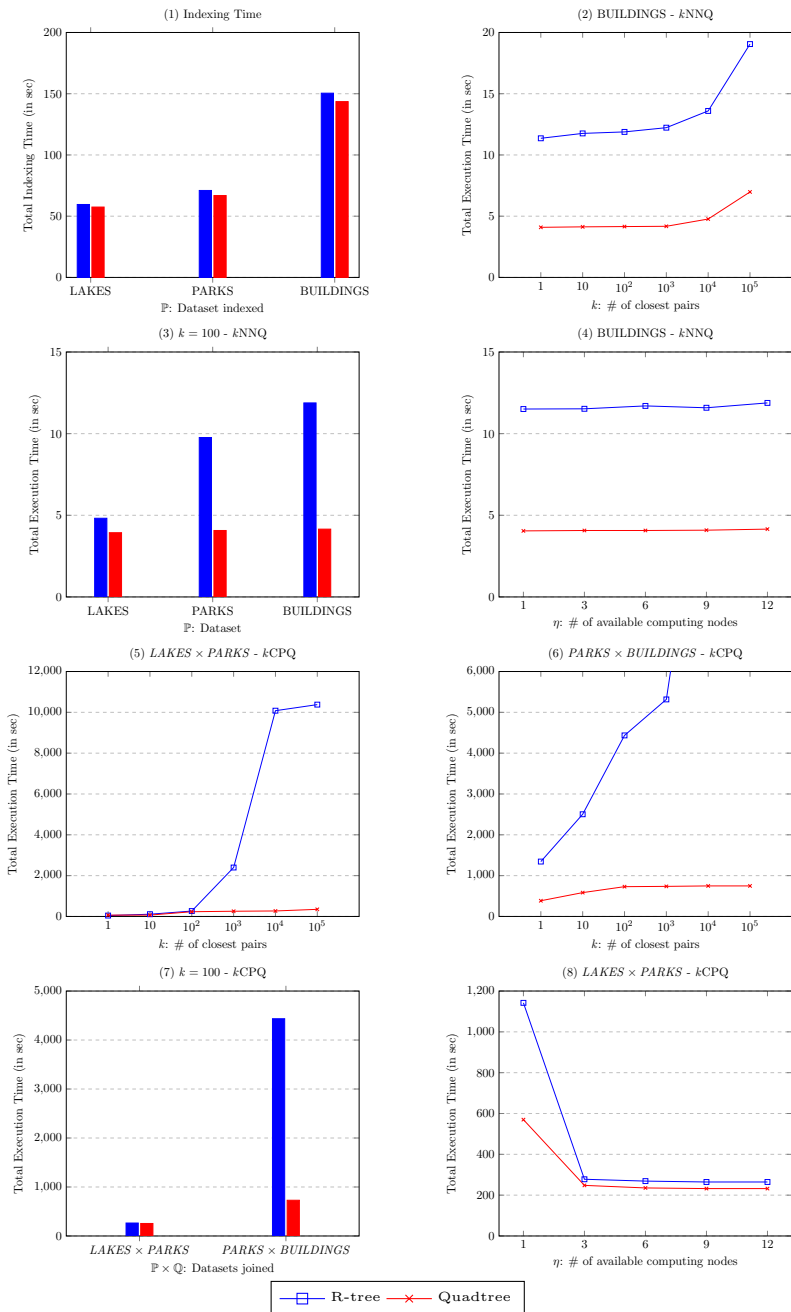 (1) Indexing Time
Total Indexing Time (in sec)
200
150
100
50
0
LAKES PARKS BUILDINGS
ℙ: Dataset indexed
(2) BUILDINGS - kNNQ
Total Execution Time (in sec)
20
15
10
5
0
1 10 10² 10³ 10⁴ 10⁵
k: # of closest pairs
(3) k = 100 - kNNQ
Total Execution Time (in sec)
15
10
5
0
LAKES PARKS BUILDINGS
ℙ: Dataset
(4) BUILDINGS - kNNQ
Total Execution Time (in sec)
15
10
5
0
1 3 6 9 12
η: # of available computing nodes
(5) LAKES × PARKS - kCPQ
Total Execution Time (in sec)
12,000
10,000
8,000
6,000
4,000
2,000
0
1 10 10² 10³ 10⁴ 10⁵
k: # of closest pairs
(6) PARKS × BUILDINGS - kCPQ
Total Execution Time (in sec)
6,000
5,000
4,000
3,000
2,000
1,000
0
1 10 10² 10³ 10⁴ 10⁵
k: # of closest pairs
(7) k = 100 - kCPQ
Total Execution Time (in sec)
5,000
4,000
3,000
2,000
1,000
0
LAKES × PARKS PARKS × BUILDINGS
ℙ × ℚ: Datasets joined
(8) LAKES × PARKS - kCPQ
Total Execution Time (in sec)
1,200
1,000
800
600
400
200
0
1 3 6 9 12
η: # of available computing nodes
R-tree Quadtree